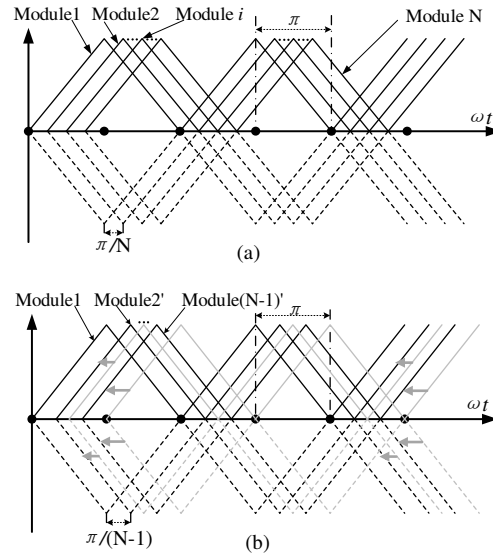 Module1 Module2 Module i
π
Module N
ωt
π/N
(a)
Module1 Module2' Module(N-1)'
π
ωt
π/(N-1)
(b)